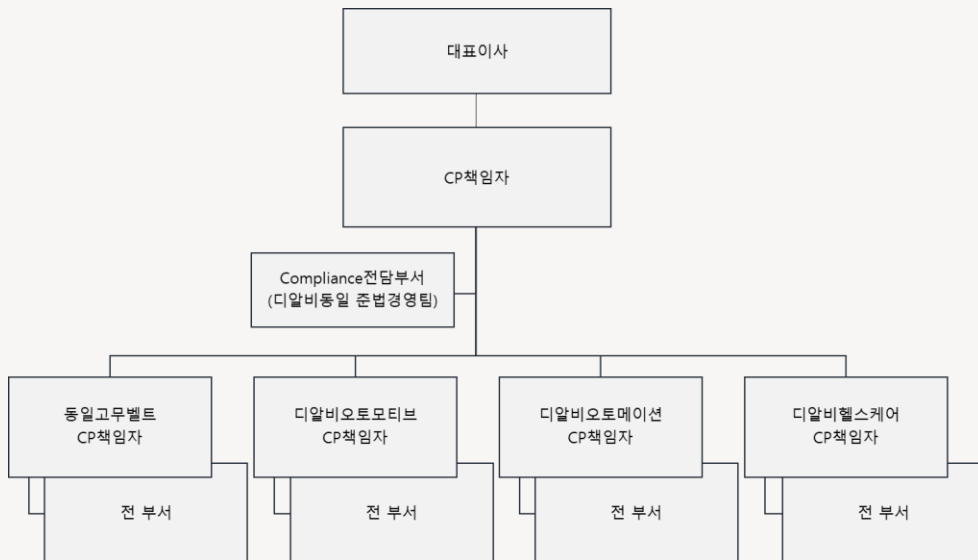 대표이사
CP책임자
Compliance전담부서
(디알비동일 준법경영팀)
동일고무벨트
CP책임자
디알비오토모티브
CP책임자
디알비오토메이션
CP책임자
디알비헬스케어
CP책임자
전 부서
전 부서
전 부서
전 부서